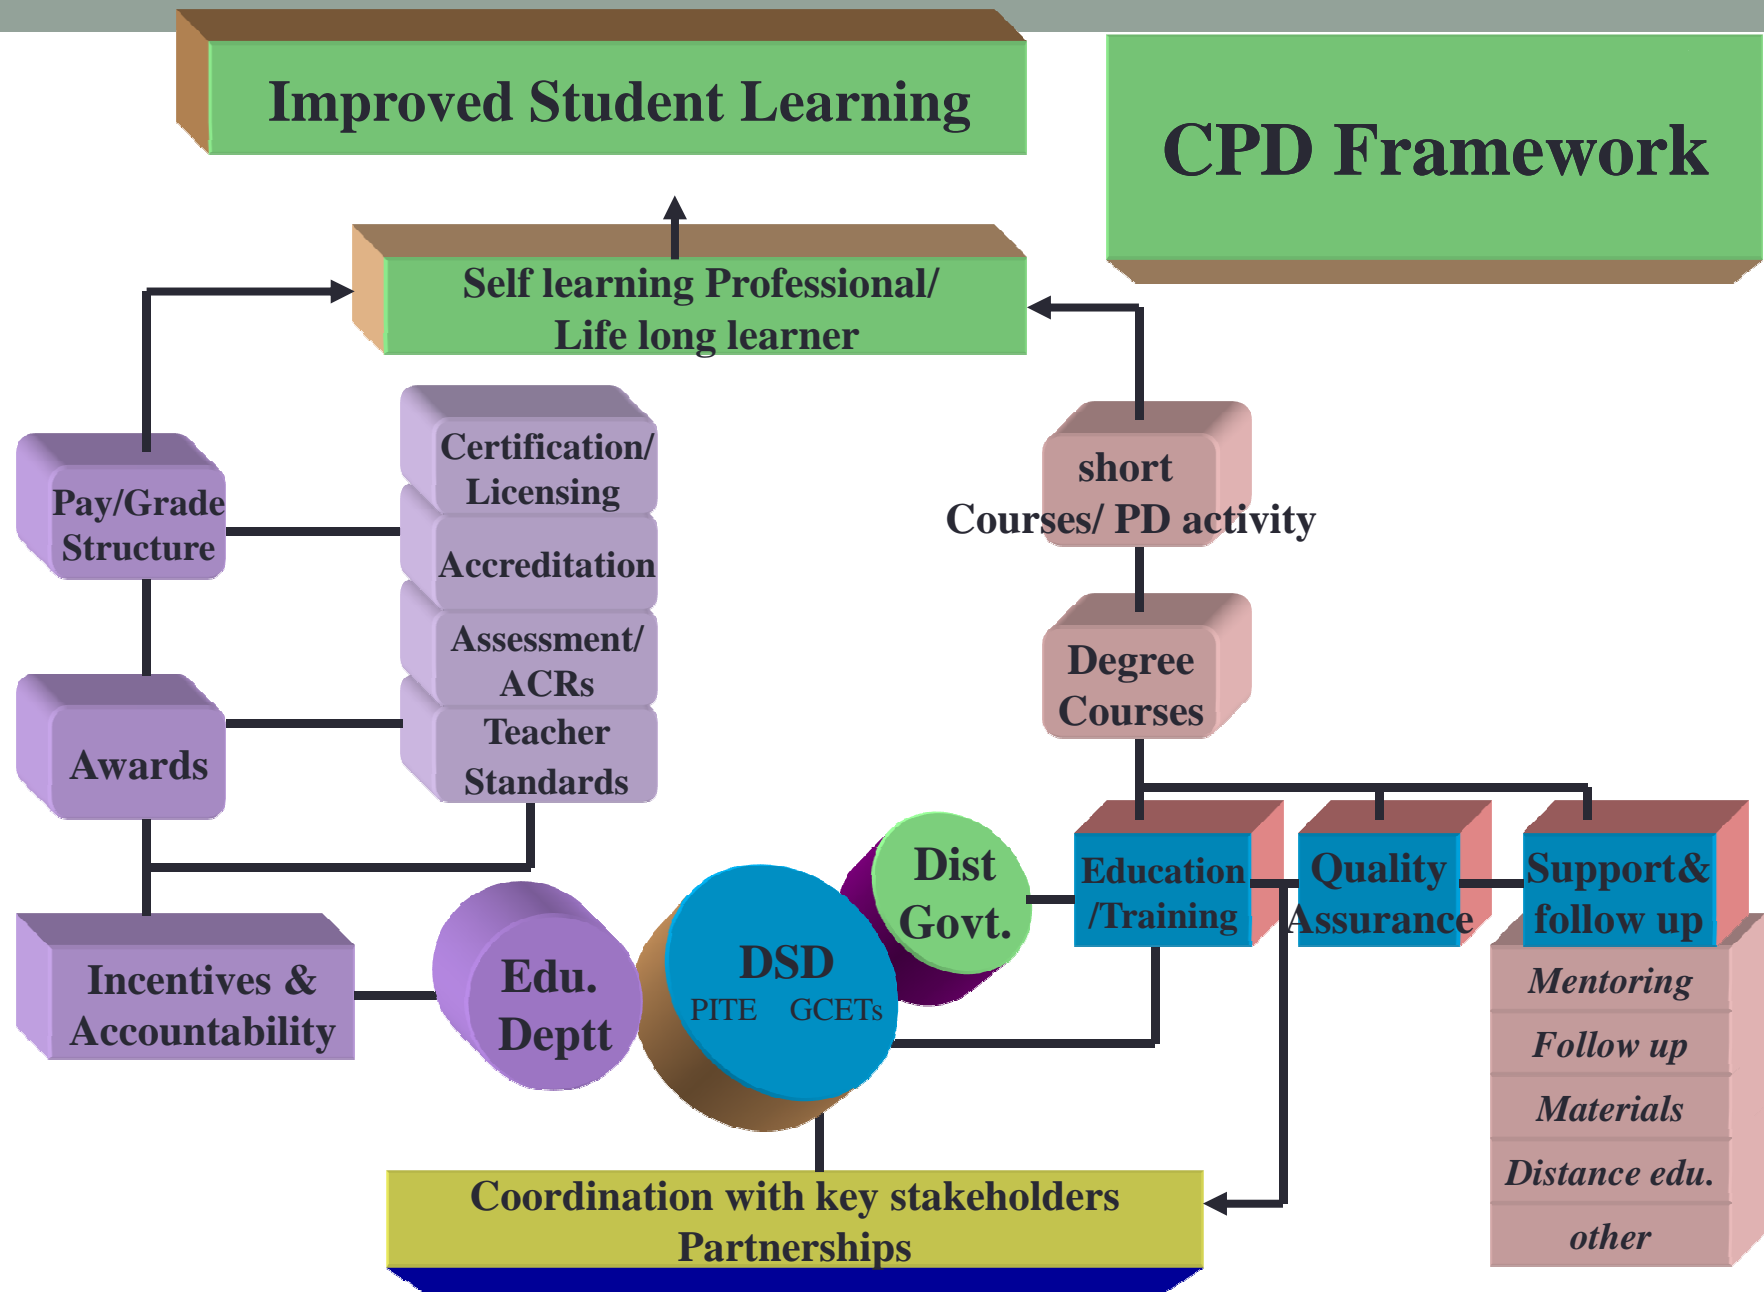 Improved Student Learning
CPD Framework
Self learning Professional/
Life long learner
Certification/
Licensing
Pay/Grade
Structure
Accreditation
Assessment/
ACRs
Teacher
Standards
Awards
short
Courses/ PD activity
Degree
Courses
Incentives &
Accountability
Edu.
Deptt
DSD
PITE GCETs
Dist
Govt.
Education
/Training
Quality
Assurance
Support&
follow up
Mentoring
Follow up
Materials
Distance edu.
other
Coordination with key stakeholders
Partnerships